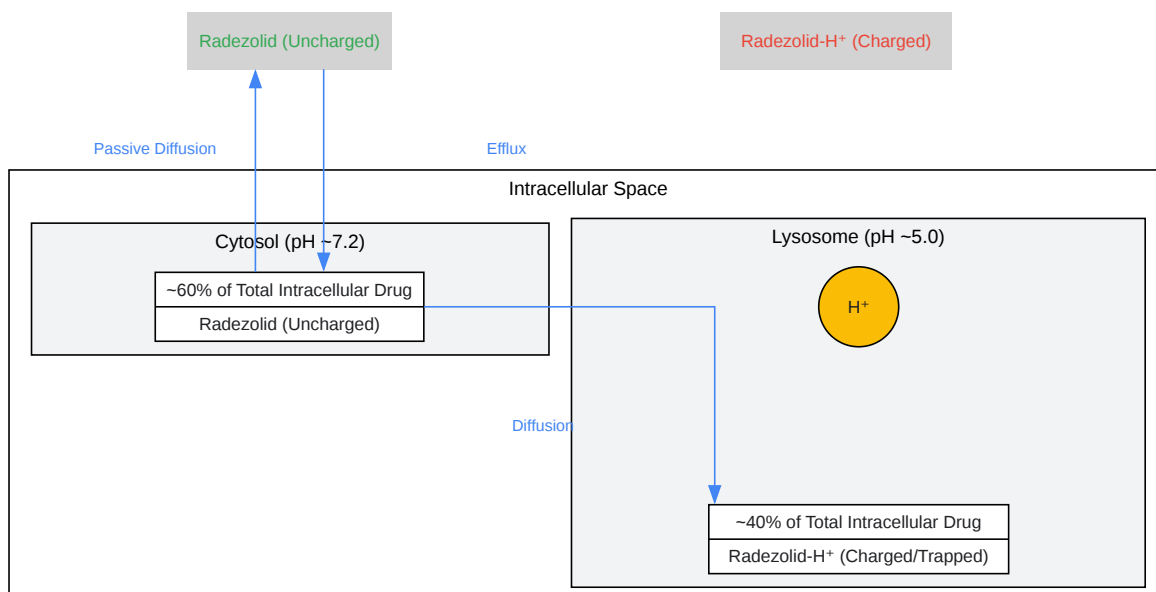 Radezolid (Uncharged)
Radezolid-H⁺ (Charged)
Passive Diffusion
Efflux
Intracellular Space
Cytosol (pH ~7.2)
~60% of Total Intracellular Drug
Radezolid (Uncharged)
Lysosome (pH ~5.0)
H⁺
Diffusion
~40% of Total Intracellular Drug
Radezolid-H⁺ (Charged/Trapped)